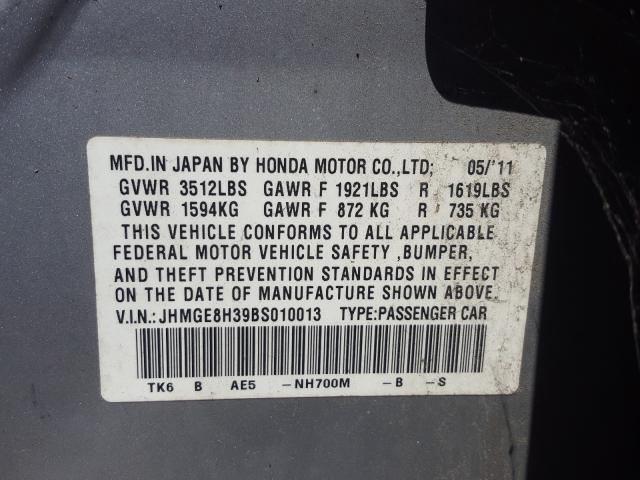 MFD.IN JAPAN BY HONDA MOTOR CO.,LTD; 05/'11
GVWR 3512LBS GAWR F 1921LBS R 1619LBS
GVWR 1594KG GAWR F 872 KG R 735 KG
THIS VEHICLE CONFORMS TO ALL APPLICABLE
FEDERAL MOTOR VEHICLE SAFETY ,BUMPER,
AND THEFT PREVENTION STANDARDS IN EFFECT
ON THE DATE OF MANUFACTURE SHOWN ABOVE.
V.I.N.: JHMGE8H39BS010013 TYPE:PASSENGER CAR
TK6 B AE5 -NH700M -B -S